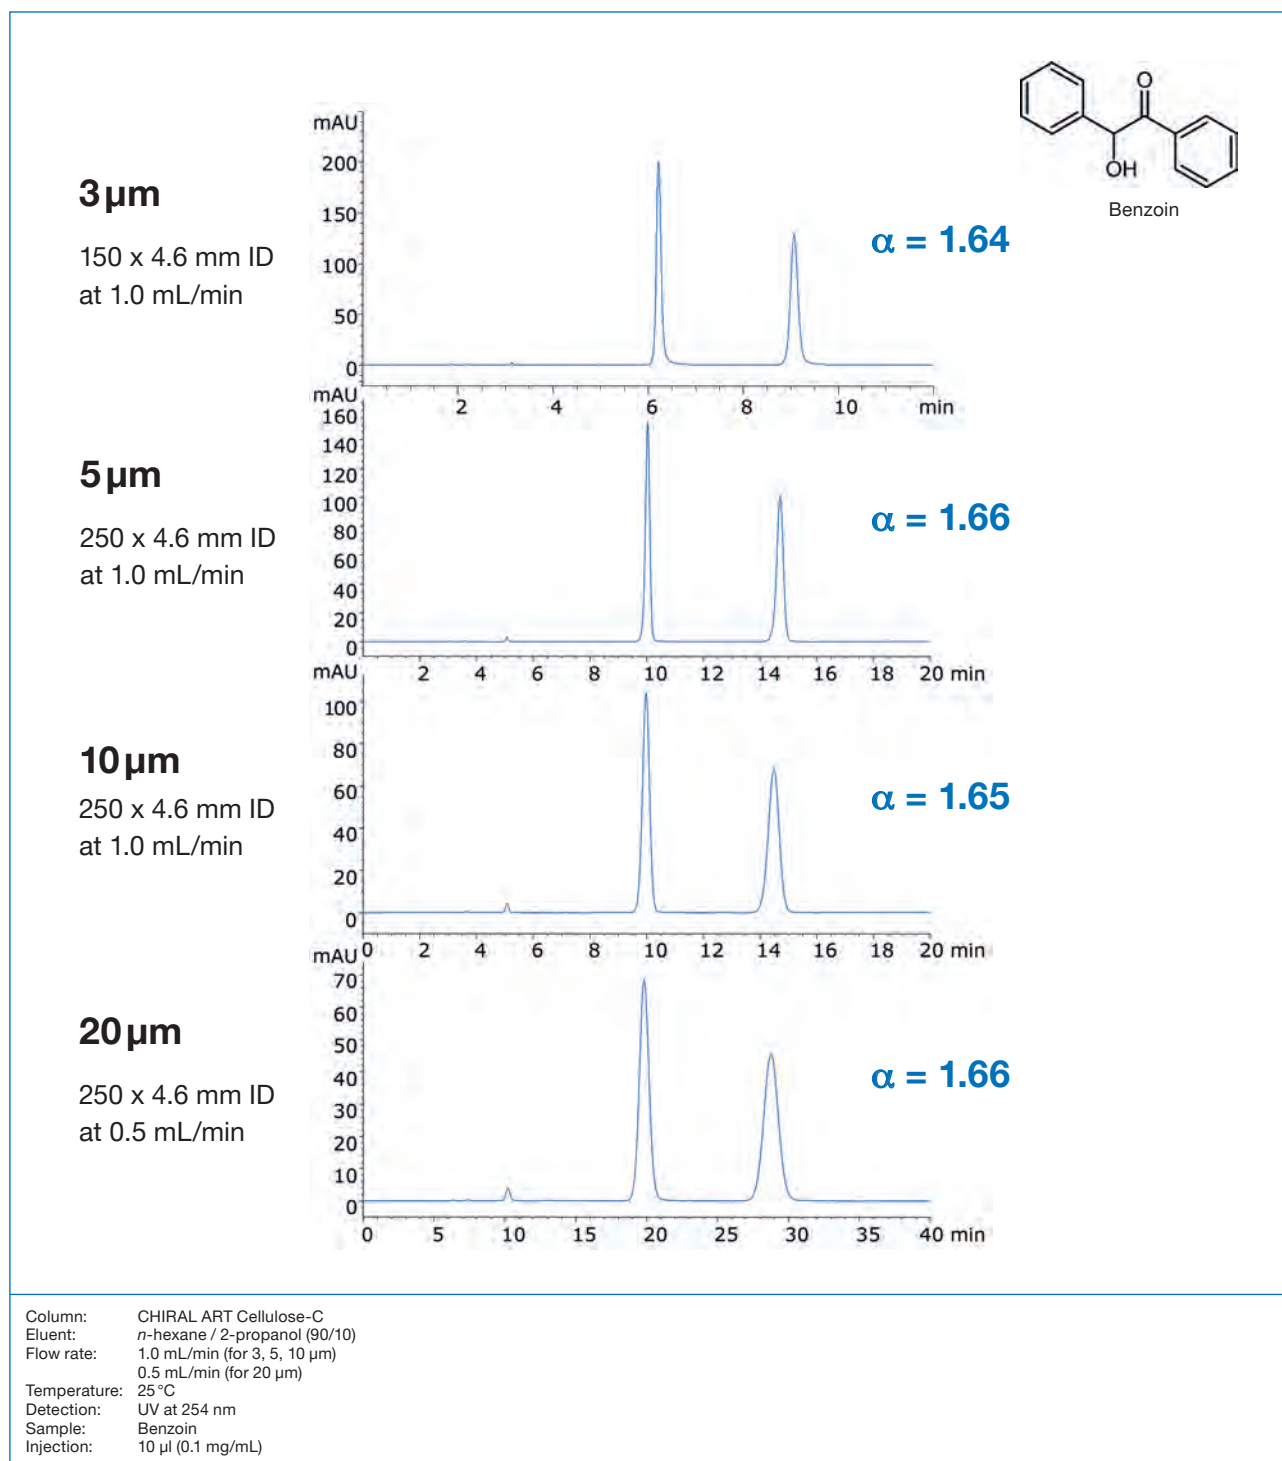 O
OH
Benzoin
3 µm
150 x 4.6 mm ID
at 1.0 mL/min
mAU
200
150
100
50
0
2 4 6 8 10 min
α = 1.64
5 µm
250 x 4.6 mm ID
at 1.0 mL/min
mAU
160
140
120
100
80
60
40
20
0
2 4 6 8 10 12 14 16 18 20 min
α = 1.66
10 µm
250 x 4.6 mm ID
at 1.0 mL/min
mAU
100
80
60
40
20
0
0 2 4 6 8 10 12 14 16 18 20 min
α = 1.65
20 µm
250 x 4.6 mm ID
at 0.5 mL/min
mAU
70
60
50
40
30
20
10
0
0 5 10 15 20 25 30 35 40 min
α = 1.66
Column: CHIRAL ART Cellulose-C
Eluent: n-hexane / 2-propanol (90/10)
Flow rate: 1.0 mL/min (for 3, 5, 10 µm)
0.5 mL/min (for 20 µm)
Temperature: 25 °C
Detection: UV at 254 nm
Sample: Benzoin
Injection: 10 µl (0.1 mg/mL)